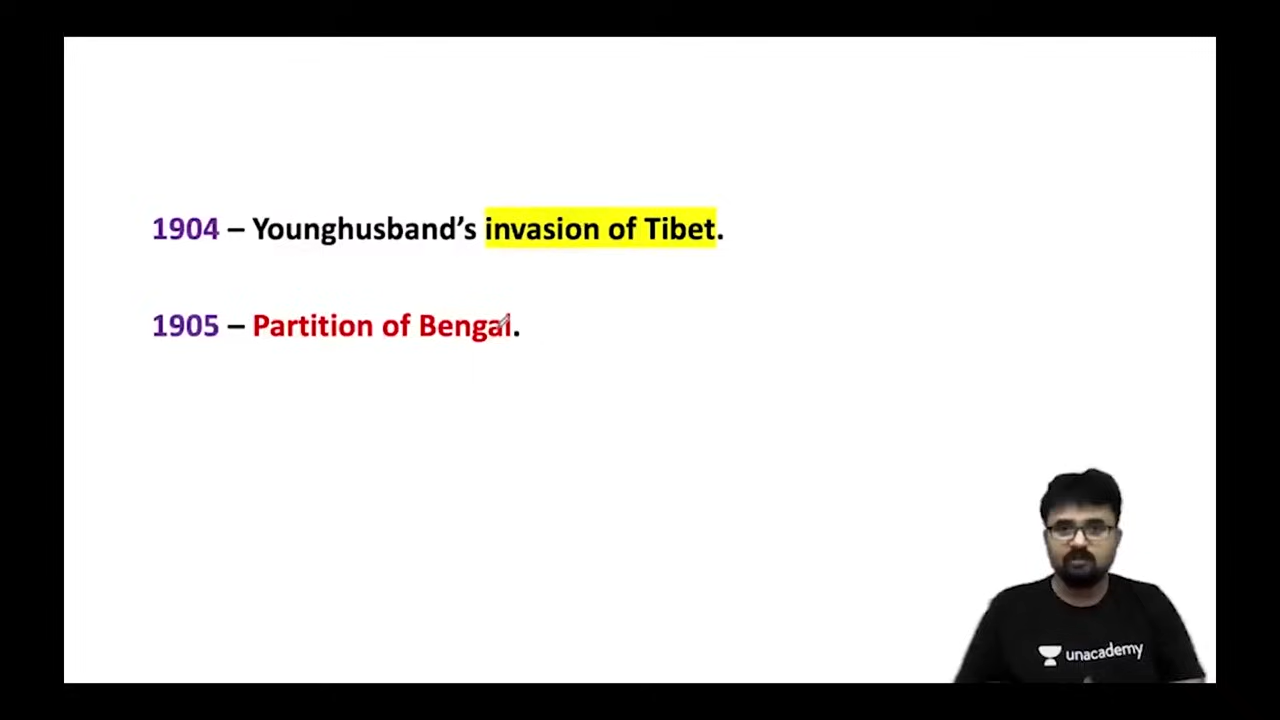 1904 – Younghusband’s invasion of Tibet.
1905 – Partition of Bengal.
unacademy